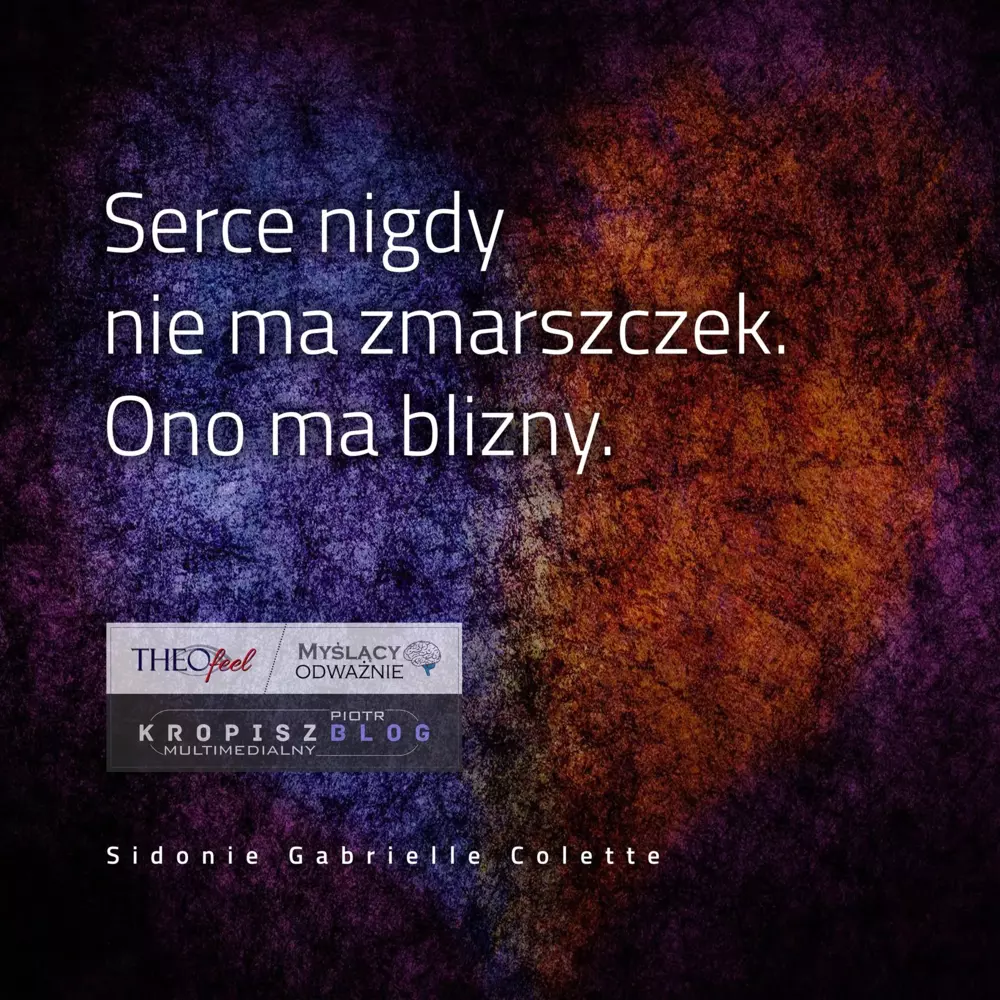 Serce nigdy
nie ma zmarszczek.
Ono ma blizny.
THEOfeel
MYŚLĄCY
ODWAŻNIE
PIOTR
KROPISZ BLOG
MULTIMEDIALNY
Sidonie Gabrielle Colette